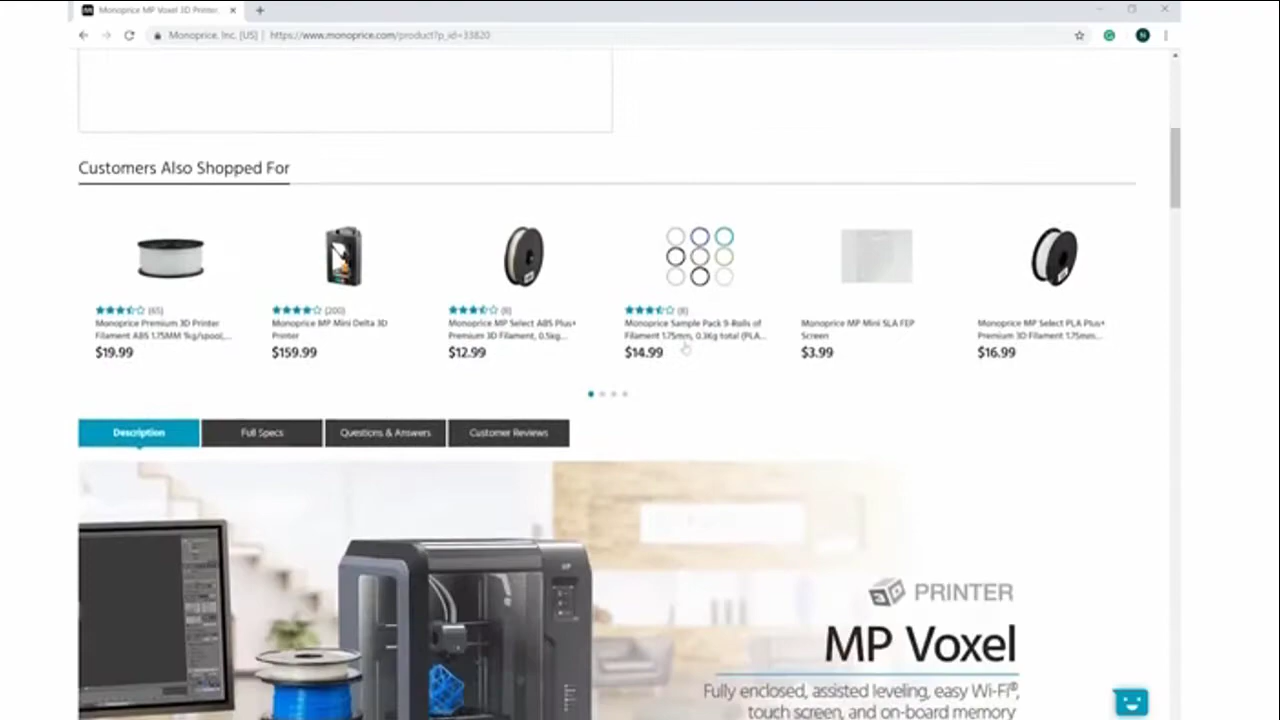 Monoprice MP Voxel 3D Printer,
Monoprice, Inc. [US] | https://www.monoprice.com/product?p_id=33820
N
Customers Also Shopped For
(65)
Monoprice Premium 3D Printer
Filament ABS 1.75MM 1kg/spool,...
$19.99
(200)
Monoprice MP Mini Delta 3D
Printer
$159.99
(8)
Monoprice MP Select ABS Plus+
Premium 3D Filament, 0.5kg...
$12.99
(8)
Monoprice Sample Pack 9-Rolls of
Filament 1.75mm, 0.3Kg total (PLA...
$14.99
Monoprice MP Mini SLA FEP
Screen
$3.99
Monoprice MP Select PLA Plus+
Premium 3D Filament 1.75mm...
$16.99
Description
Full Specs
Questions & Answers
Customer Reviews
MP
3D PRINTER
MP Voxel
Fully enclosed, assisted leveling, easy Wi-Fi®,
touch screen, and on-board memory